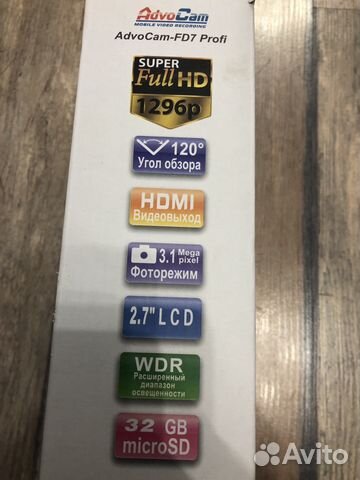 AdvoCam
MOBILE VIDEO RECORDING
AdvoCam-FD7 Profi
SUPER
Full HD
1296p
120°
Угол обзора
HDMI
Видеовыход
3.1 Mega pixel
Фоторежим
2.7" LCD
WDR
Расширенный
диапазон
освещенности
32 GB
microSD
Avito